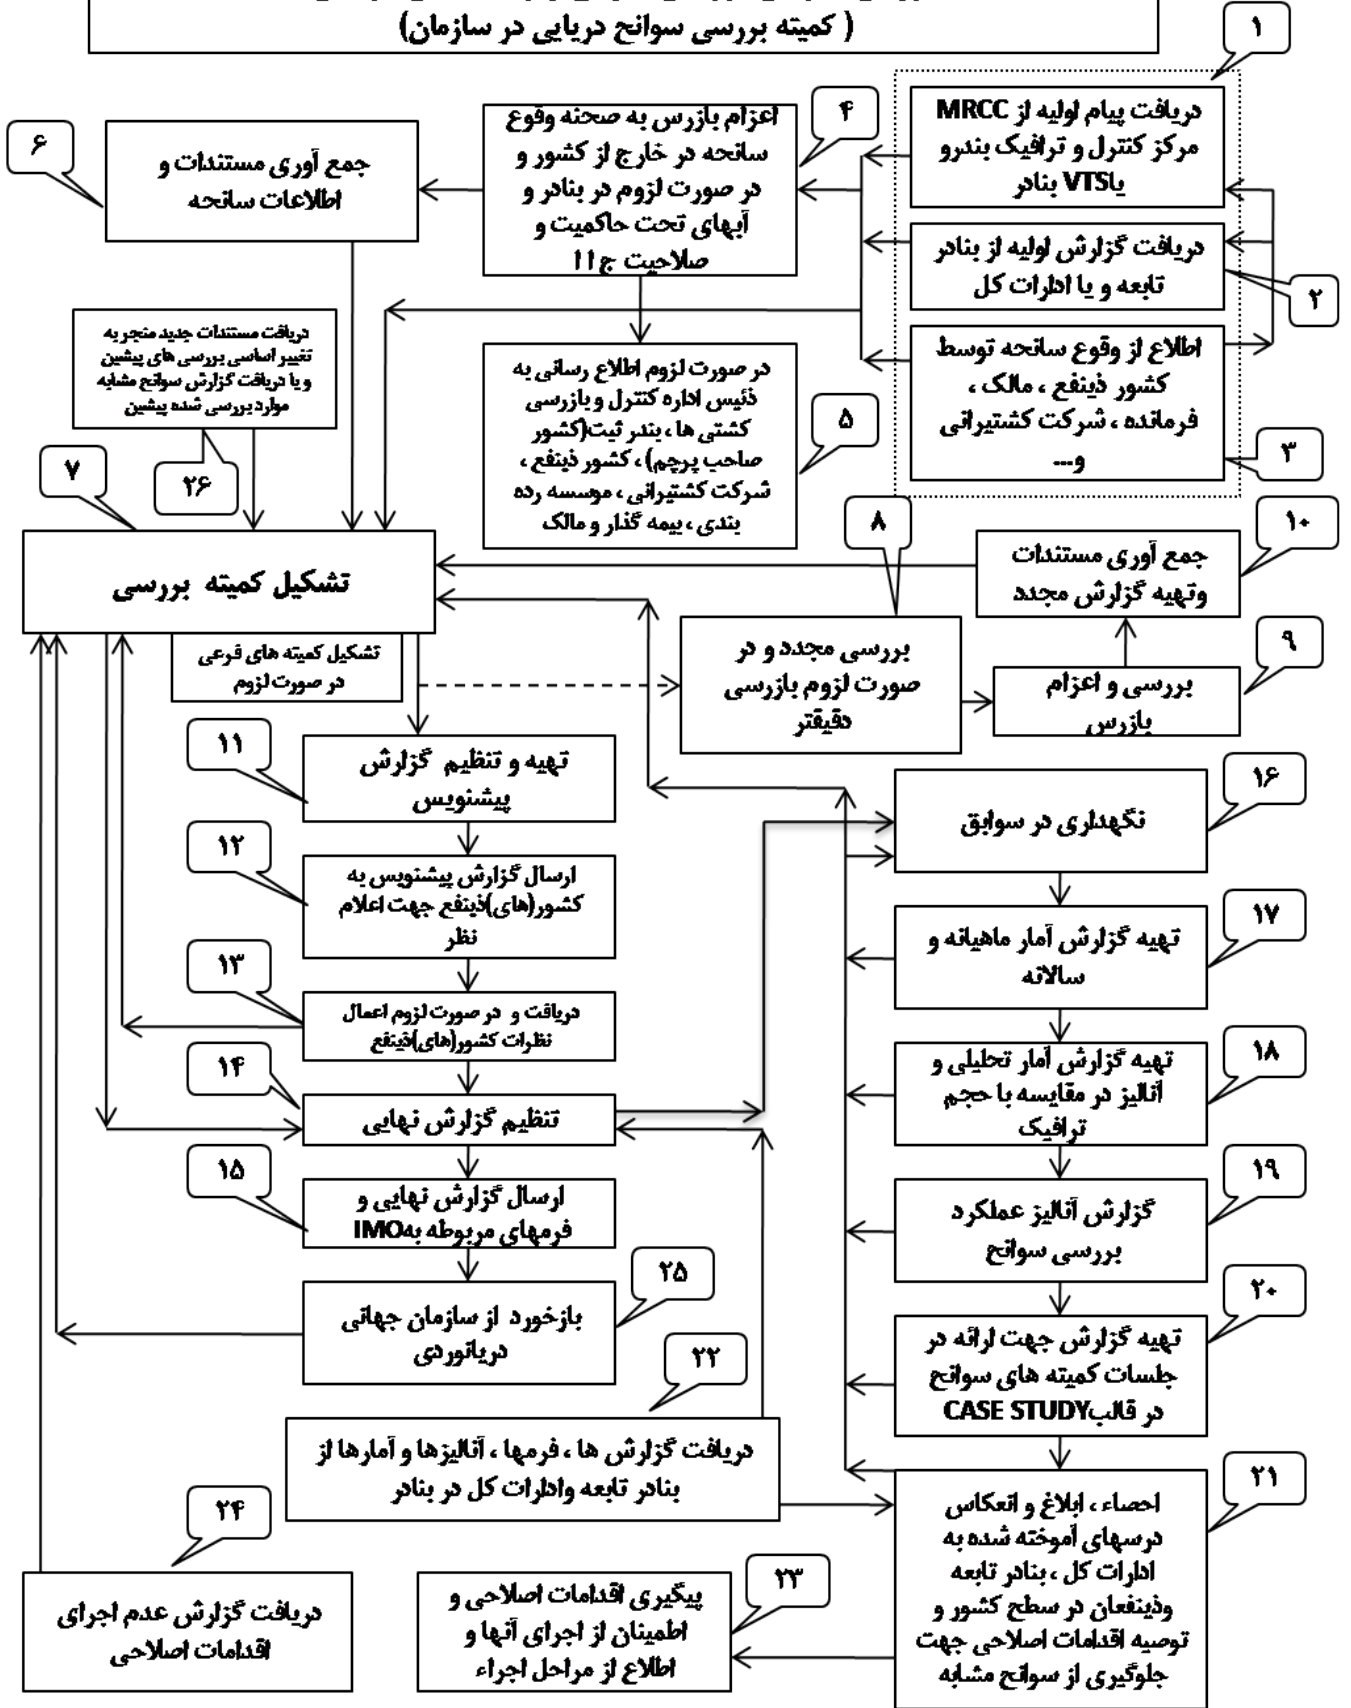 ( کمیته بررسی سوانح دریایی در سازمان)
۱
دریافت پیام اولیه از MRCC
مرکز کنترل و ترافیک بندرو
یاVTS بنادر
۲
دریافت گزارش اولیه از بنادر
تابعه و یا ادارات کل
۳
اطلاع از وقوع سانحه توسط
کشور ذینفع ، مالک ،
فرمانده ، شرکت کشتیرانی
و...
۴
اعزام بازرس به صحنه وقوع
سانحه در خارج از کشور و
در صورت لزوم در بنادر و
آبهای تحت حاکمیت و
صلاحیت ج ا ا
۵
در صورت لزوم اطلاع رسانی به
ذئیس اداره کنترل و بازرسی
کشتی ها ، بندر ثبت(کشور
صاحب پرچم) ، کشور ذینفع ،
شرکت کشتیرانی ، موسسه رده
بندی ، بیمه گذار و مالک
۶
جمع آوری مستندات و
اطلاعات سانحه
۲۶
دریافت مستندات جدید منجر به
تغییر اساسی بررسی های پیشین
و یا دریافت گزارش سوانح مشابه
موارد بررسی شده پیشین
۷
تشکیل کمیته بررسی
تشکیل کمیته های فرعی
در صورت لزوم
۸
بررسی مجدد و در
صورت لزوم بازرسی
دقیقتر
۹
بررسی و اعزام
بازرس
۱۰
جمع آوری مستندات
وتهیه گزارش مجدد
۱۱
تهیه و تنظیم گزارش
پیشنویس
۱۲
ارسال گزارش پیشنویس به
کشور(های)ذینفع جهت اعلام
نظر
۱۳
دریافت و در صورت لزوم اعمال
نظرات کشور(های)ذینفع
۱۴
تنظیم گزارش نهایی
۱۵
ارسال گزارش نهایی و
فرمهای مربوطه بهIMO
۲۵
بازخورد از سازمان جهانی
دریانوردی
۱۶
نگهداری در سوابق
۱۷
تهیه گزارش آمار ماهیانه و
سالانه
۱۸
تهیه گزارش آمار تحلیلی و
آنالیز در مقایسه با حجم
ترافیک
۱۹
گزارش آنالیز عملکرد
بررسی سوانح
۲۰
تهیه گزارش جهت ارائه در
جلسات کمیته های سوانح
در قالبCASE STUDY
۲۱
احصاء ، ابلاغ و انعکاس
درسهای آموخته شده به
ادارات کل ، بنادر تابعه
وذینفعان در سطح کشور و
توصیه اقدامات اصلاحی جهت
جلوگیری از سوانح مشابه
۲۲
دریافت گزارش ها ، فرمها ، آنالیزها و آمارها از
بنادر تابعه وادارات کل در بنادر
۲۳
پیگیری اقدامات اصلاحی و
اطمینان از اجرای آنها و
اطلاع از مراحل اجراء
۲۴
دریافت گزارش عدم اجرای
اقدامات اصلاحی